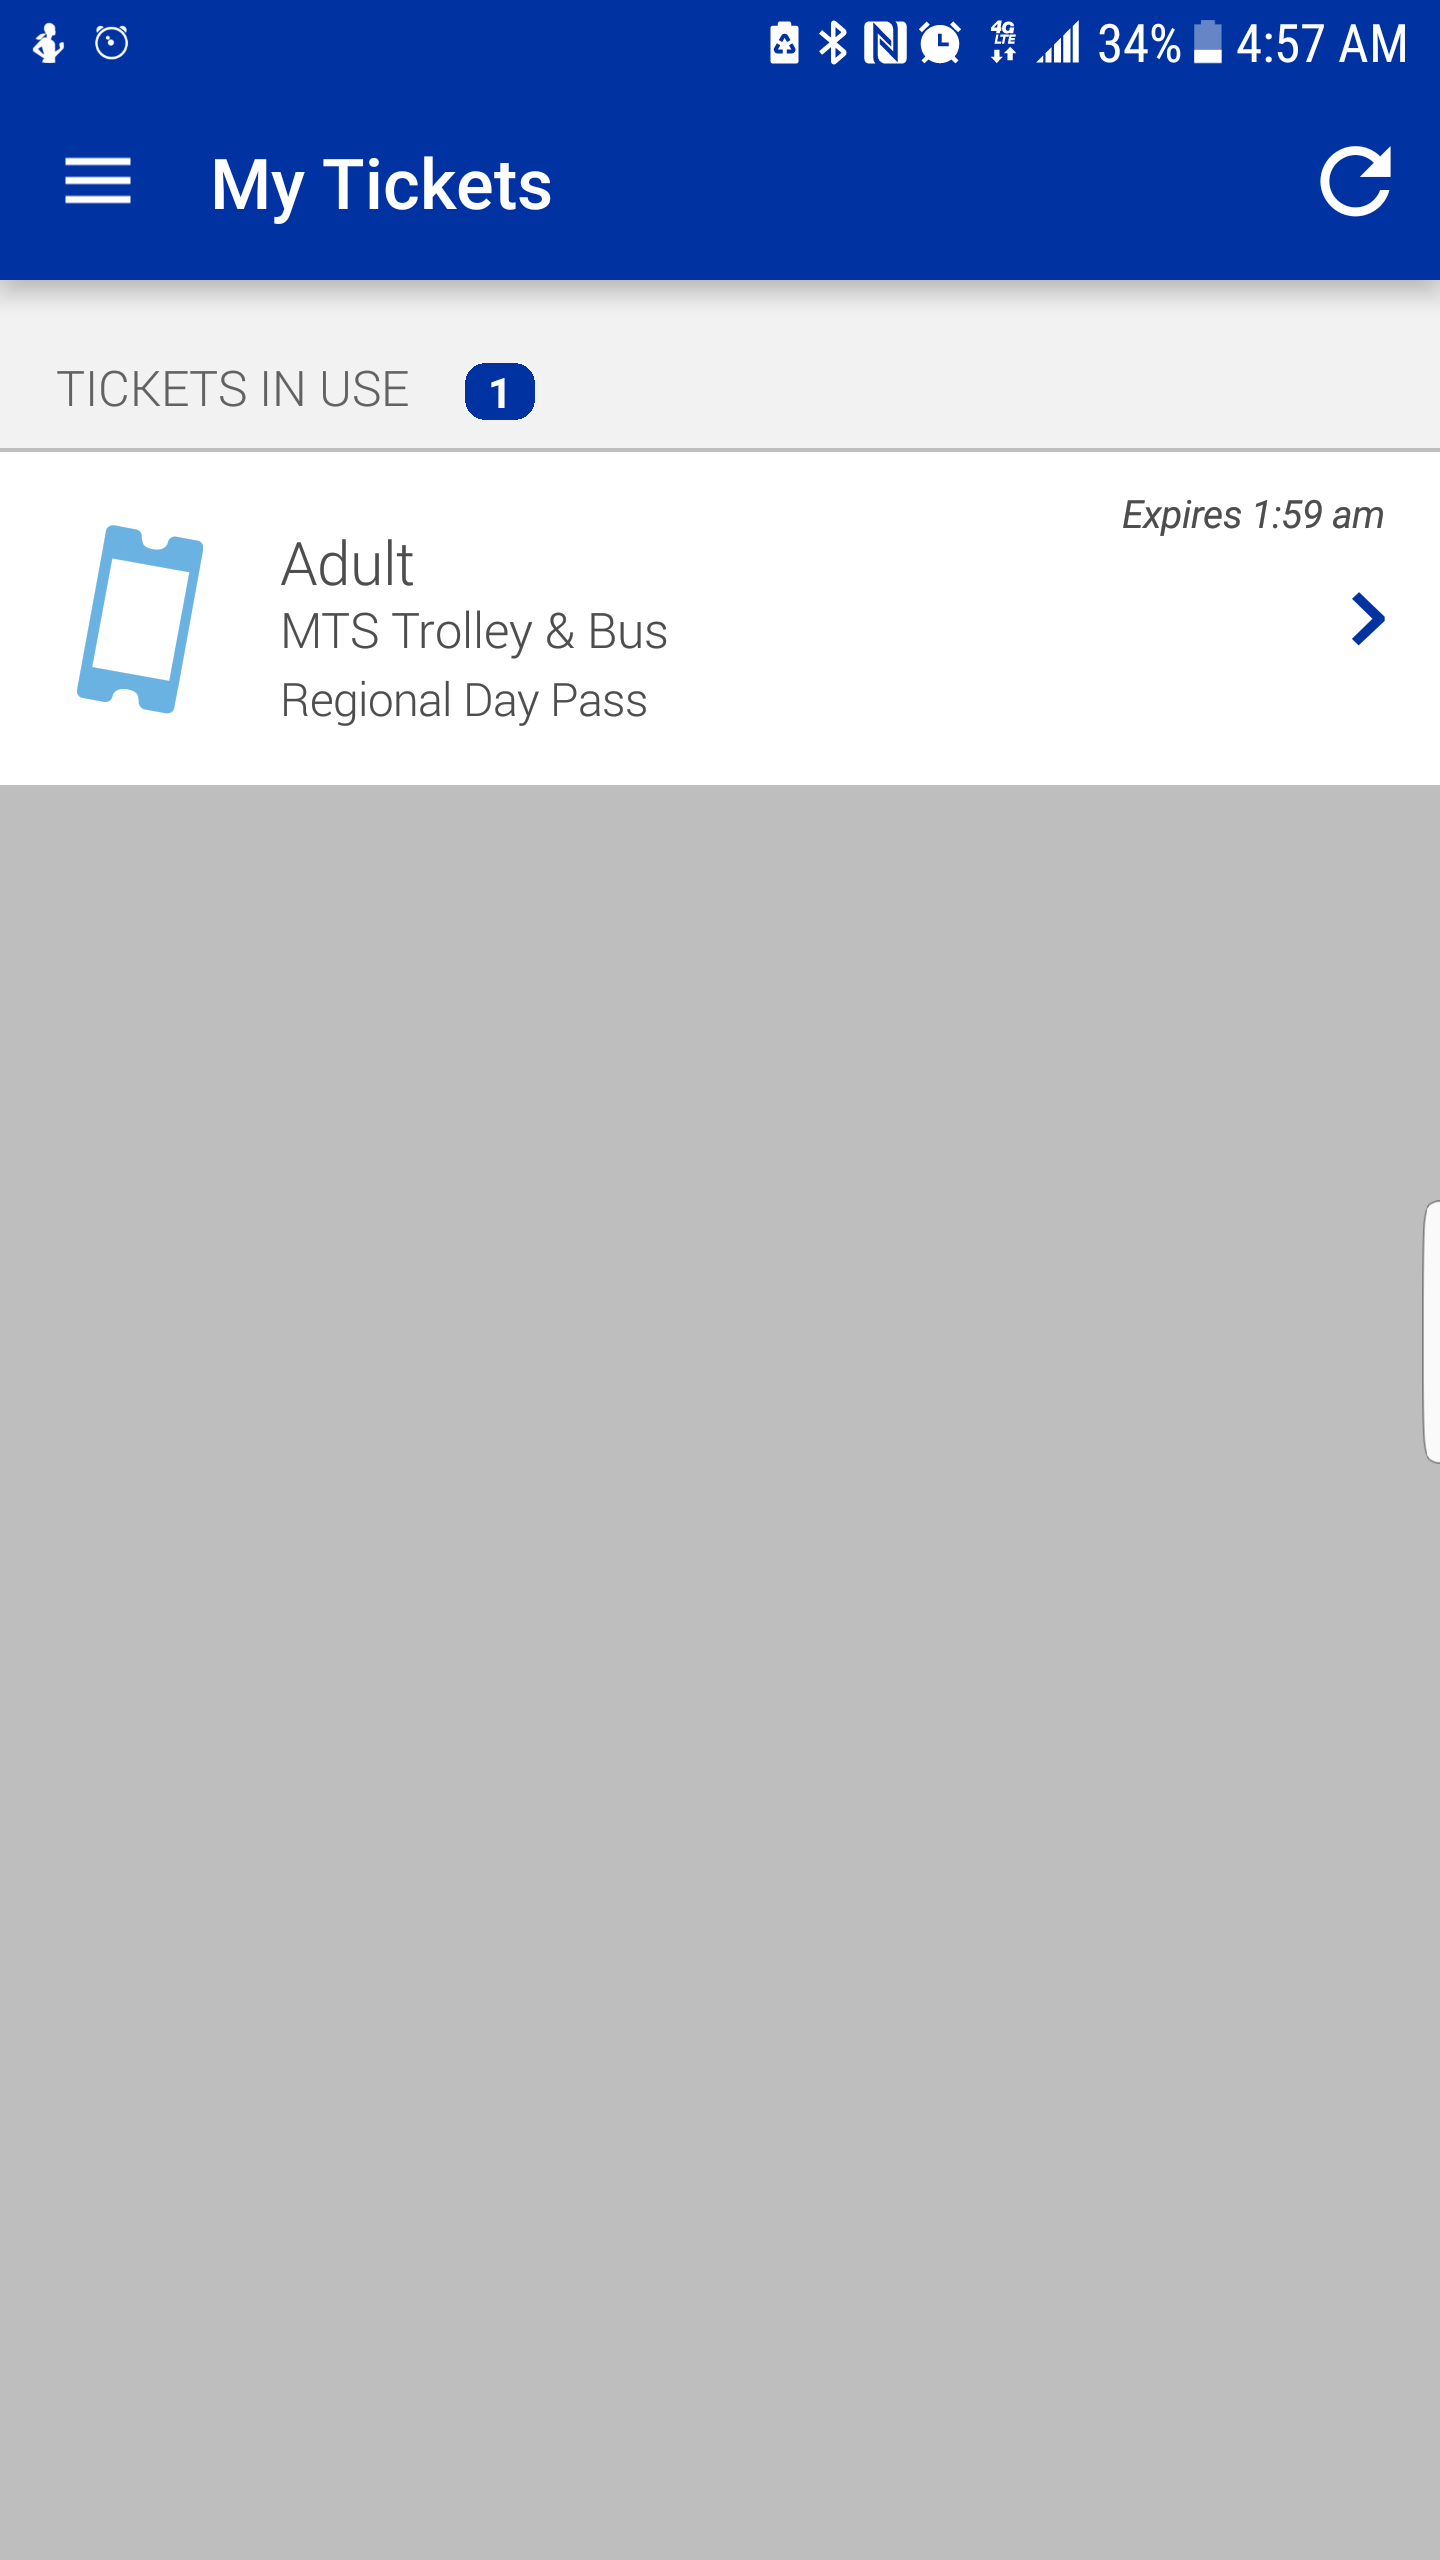 4G LTE 34% 4:57 AM
My Tickets
TICKETS IN USE 1
Expires 1:59 am
Adult
MTS Trolley & Bus
Regional Day Pass